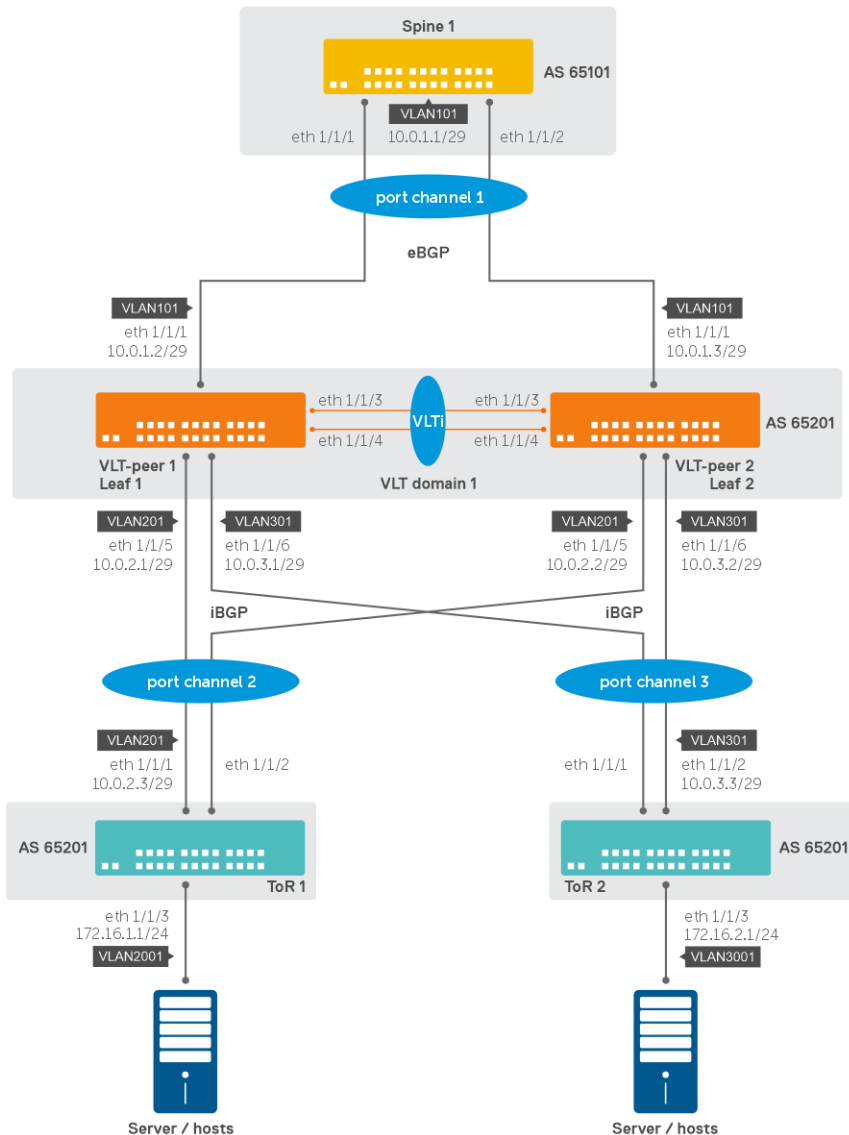 Spine 1
AS 65101
VLAN101
eth 1/1/1
10.0.1.1/29
eth 1/1/2
port channel 1
eBGP
VLAN101
eth 1/1/1
10.0.1.2/29
VLAN101
eth 1/1/1
10.0.1.3/29
eth 1/1/3
eth 1/1/3
VLTi
eth 1/1/4
eth 1/1/4
AS 65201
VLT-peer 1
Leaf 1
VLT domain 1
VLT-peer 2
Leaf 2
VLAN201
eth 1/1/5
10.0.2.1/29
VLAN301
eth 1/1/6
10.0.3.1/29
VLAN201
eth 1/1/5
10.0.2.2/29
VLAN301
eth 1/1/6
10.0.3.2/29
iBGP
iBGP
port channel 2
port channel 3
VLAN201
eth 1/1/1
10.0.2.3/29
eth 1/1/2
eth 1/1/1
VLAN301
eth 1/1/2
10.0.3.3/29
AS 65201
ToR 1
ToR 2
AS 65201
eth 1/1/3
172.16.1.1/24
VLAN2001
eth 1/1/3
172.16.2.1/24
VLAN3001
Server / hosts
Server / hosts